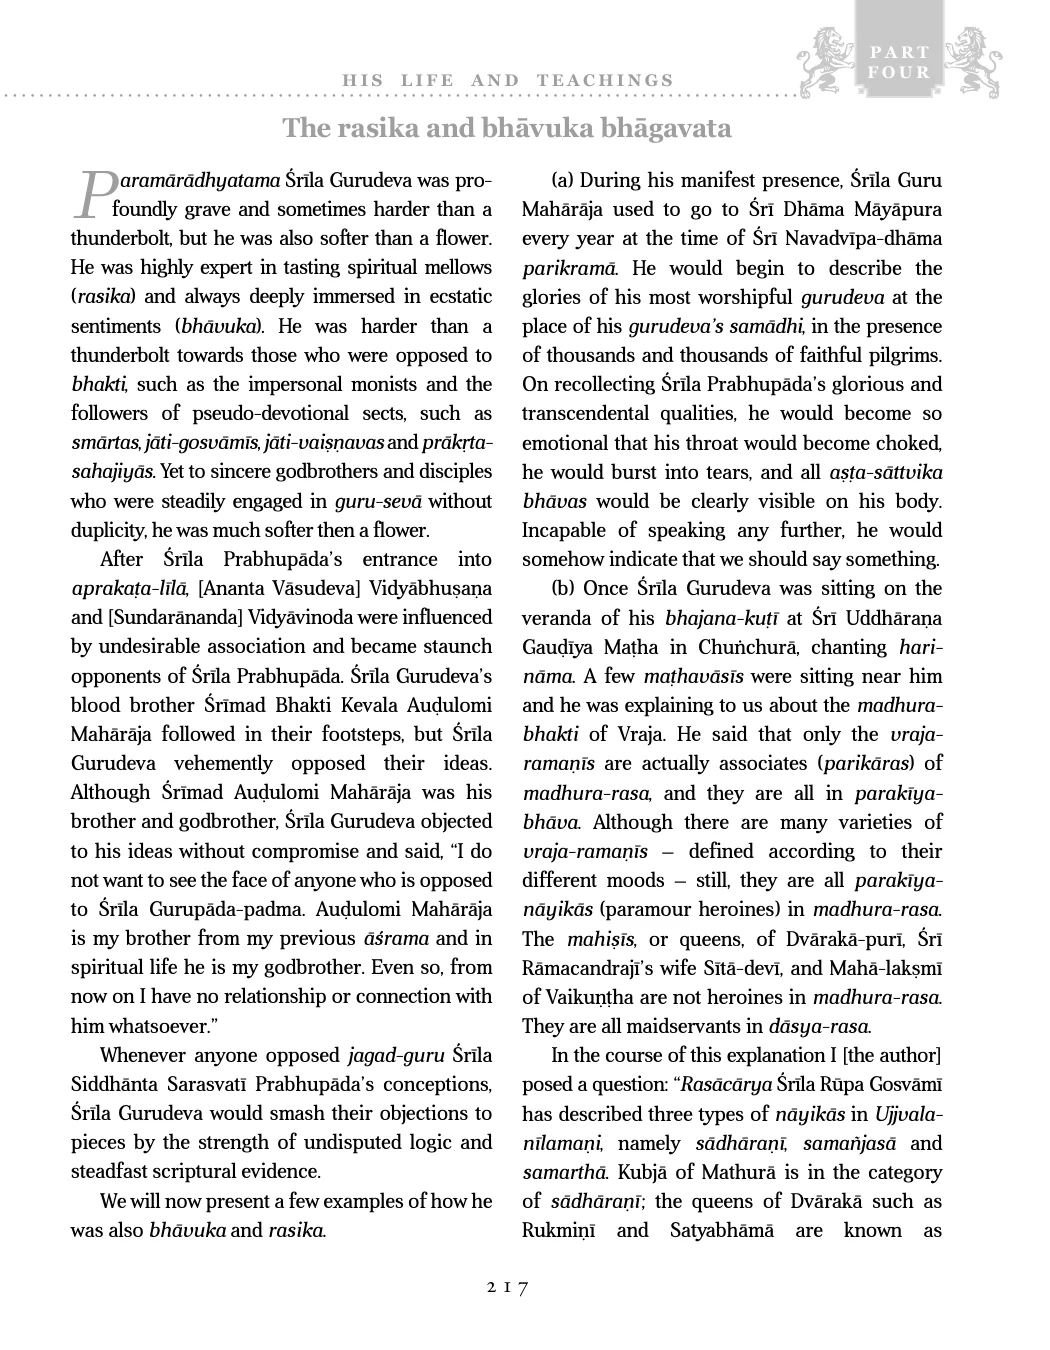 PART
FOUR
HIS LIFE AND TEACHINGS
The rasika and bhāvuka bhāgavata
Paramārādhyatama Śrīla Gurudeva was pro-
foundly grave and sometimes harder than a
thunderbolt, but he was also softer than a flower.
He was highly expert in tasting spiritual mellows
(rasika) and always deeply immersed in ecstatic
sentiments (bhāvuka). He was harder than a
thunderbolt towards those who were opposed to
bhakti, such as the impersonal monists and the
followers of pseudo-devotional sects, such as
smārtas, jāti-gosvāmīs, jāti-vaiṣṇavas and prākṛta-
sahajiyās. Yet to sincere godbrothers and disciples
who were steadily engaged in guru-sevā without
duplicity, he was much softer then a flower.
After Śrīla Prabhupāda’s entrance into
aprakaṭa-līlā, [Ananta Vāsudeva] Vidyābhuṣaṇa
and [Sundarānanda] Vidyāvinoda were influenced
by undesirable association and became staunch
opponents of Śrīla Prabhupāda. Śrīla Gurudeva’s
blood brother Śrīmad Bhakti Kevala Auḍulomi
Mahārāja followed in their footsteps, but Śrīla
Gurudeva vehemently opposed their ideas.
Although Śrīmad Auḍulomi Mahārāja was his
brother and godbrother, Śrīla Gurudeva objected
to his ideas without compromise and said, “I do
not want to see the face of anyone who is opposed
to Śrīla Gurupāda-padma. Auḍulomi Mahārāja
is my brother from my previous āśrama and in
spiritual life he is my godbrother. Even so, from
now on I have no relationship or connection with
him whatsoever.”
Whenever anyone opposed jagad-guru Śrīla
Siddhānta Sarasvatī Prabhupāda’s conceptions,
Śrīla Gurudeva would smash their objections to
pieces by the strength of undisputed logic and
steadfast scriptural evidence.
We will now present a few examples of how he
was also bhāvuka and rasika.
(a) During his manifest presence, Śrīla Guru
Mahārāja used to go to Śrī Dhāma Māyāpura
every year at the time of Śrī Navadvīpa-dhāma
parikramā. He would begin to describe the
glories of his most worshipful gurudeva at the
place of his gurudeva’s samādhi, in the presence
of thousands and thousands of faithful pilgrims.
On recollecting Śrīla Prabhupāda’s glorious and
transcendental qualities, he would become so
emotional that his throat would become choked,
he would burst into tears, and all aṣṭa-sāttvika
bhāvas would be clearly visible on his body.
Incapable of speaking any further, he would
somehow indicate that we should say something.
(b) Once Śrīla Gurudeva was sitting on the
veranda of his bhajana-kuṭī at Śrī Uddhāraṇa
Gauḍīya Maṭha in Chuṅchurā, chanting hari-
nāma. A few maṭhavāsīs were sitting near him
and he was explaining to us about the madhura-
bhakti of Vraja. He said that only the vraja-
ramaṇīs are actually associates (parikāras) of
madhura-rasa, and they are all in parakīya-
bhāva. Although there are many varieties of
vraja-ramaṇīs – defined according to their
different moods – still, they are all parakīya-
nāyikās (paramour heroines) in madhura-rasa.
The mahiṣīs, or queens, of Dvārakā-purī, Śrī
Rāmacandrajī’s wife Sītā-devī, and Mahā-lakṣmī
of Vaikuṇṭha are not heroines in madhura-rasa.
They are all maidservants in dāsya-rasa.
In the course of this explanation I [the author]
posed a question: “Rasācārya Śrīla Rūpa Gosvāmī
has described three types of nāyikās in Ujjvala-
nīlamaṇi, namely sādhāraṇī, samañjasā and
samarthā. Kubjā of Mathurā is in the category
of sādhāraṇī; the queens of Dvārakā such as
Rukmiṇī and Satyabhāmā are known as
217